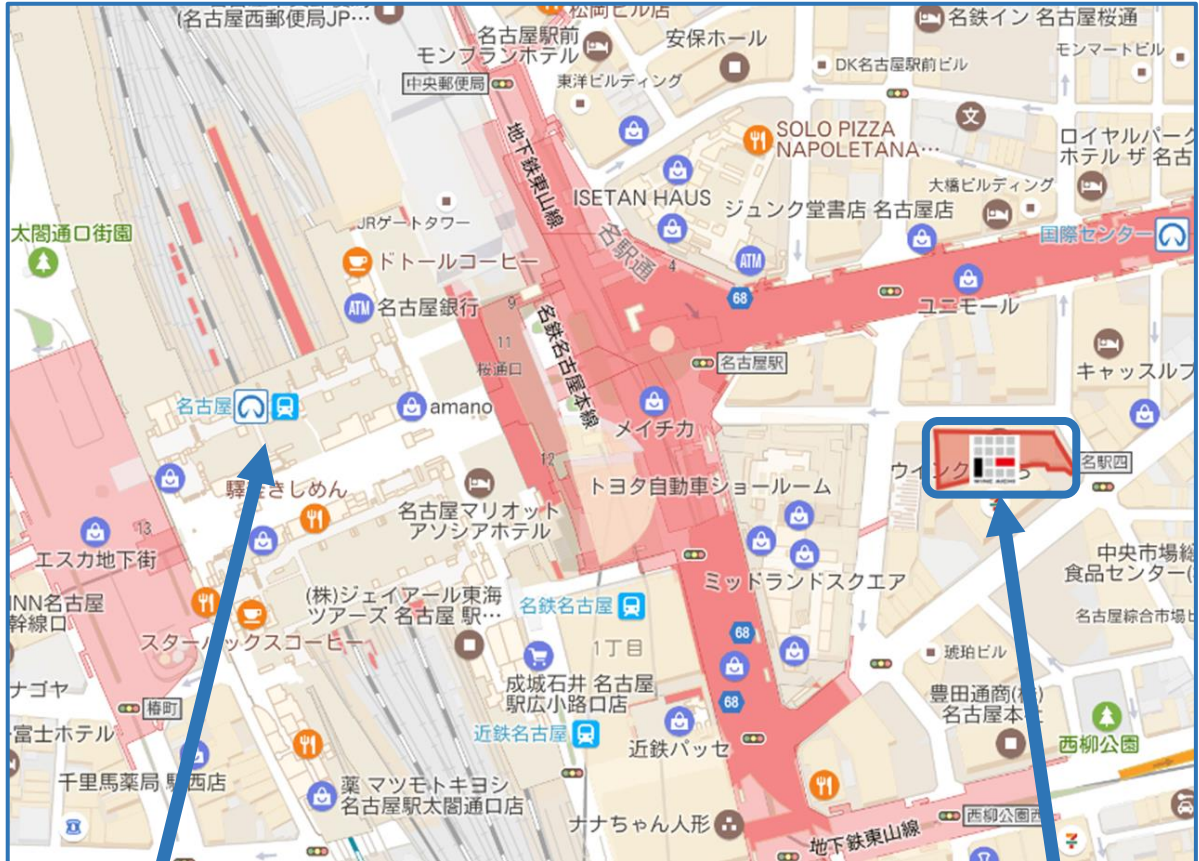 (名古屋西郵便局JP…
松岡ビル店
名鉄イン 名古屋桜通
名古屋駅前
モンブランホテル
安保ホール
モンマートビル
DK名古屋駅前ビル
中央郵便局
東洋ビルディング
文
地下鉄東山線
SOLO PIZZA
NAPOLETANA…
ロイヤルパーク
ホテル ザ 名古
大橋ビルディング
ISETAN HAUS
ジュンク堂書店 名古屋店
JRゲートタワー
太閤通口街園
名駅通
国際センター
ドトールコーヒー
4
ATM
ATM
名古屋銀行
9
68
ユニモール
名鉄名古屋本線
11
桜通口
名古屋駅
キャッスルプ
名古屋
amano
メイチカ
ウインク
ち
WINC AICHI
名駅四
12
驛釜きしめん
トヨタ自動車ショールーム
名古屋マリオット
アソシアホテル
13
エスカ地下街
中央市場総
食品センター(
ミッドランドスクエア
INN名古屋
幹線口
(株)ジェイアール東海
ツアーズ 名古屋 駅…
名鉄名古屋
名古屋綜合市場ビ
スターバックスコーヒー
1丁目
68
琥珀ビル
ナゴヤ
成城石井 名古屋
駅広小路口店
68
豊田通商(株)
名古屋本社
椿町
富士ホテル
近鉄名古屋
近鉄パッセ
西柳公園
千里馬薬局 駅西店
薬 マツモトキヨシ
名古屋駅太閤通口店
ナナちゃん人形
西柳公園西
地下鉄東山線